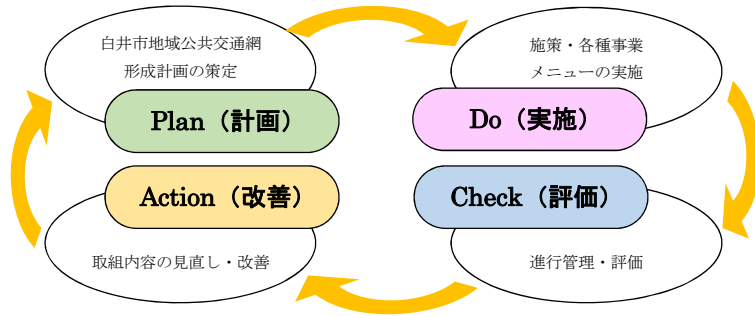 白井市地域公共交通網
形成計画の策定
Plan（計画）
施策・各種事業
メニューの実施
Do（実施）
Action（改善）
取組内容の見直し・改善
Check（評価）
進行管理・評価